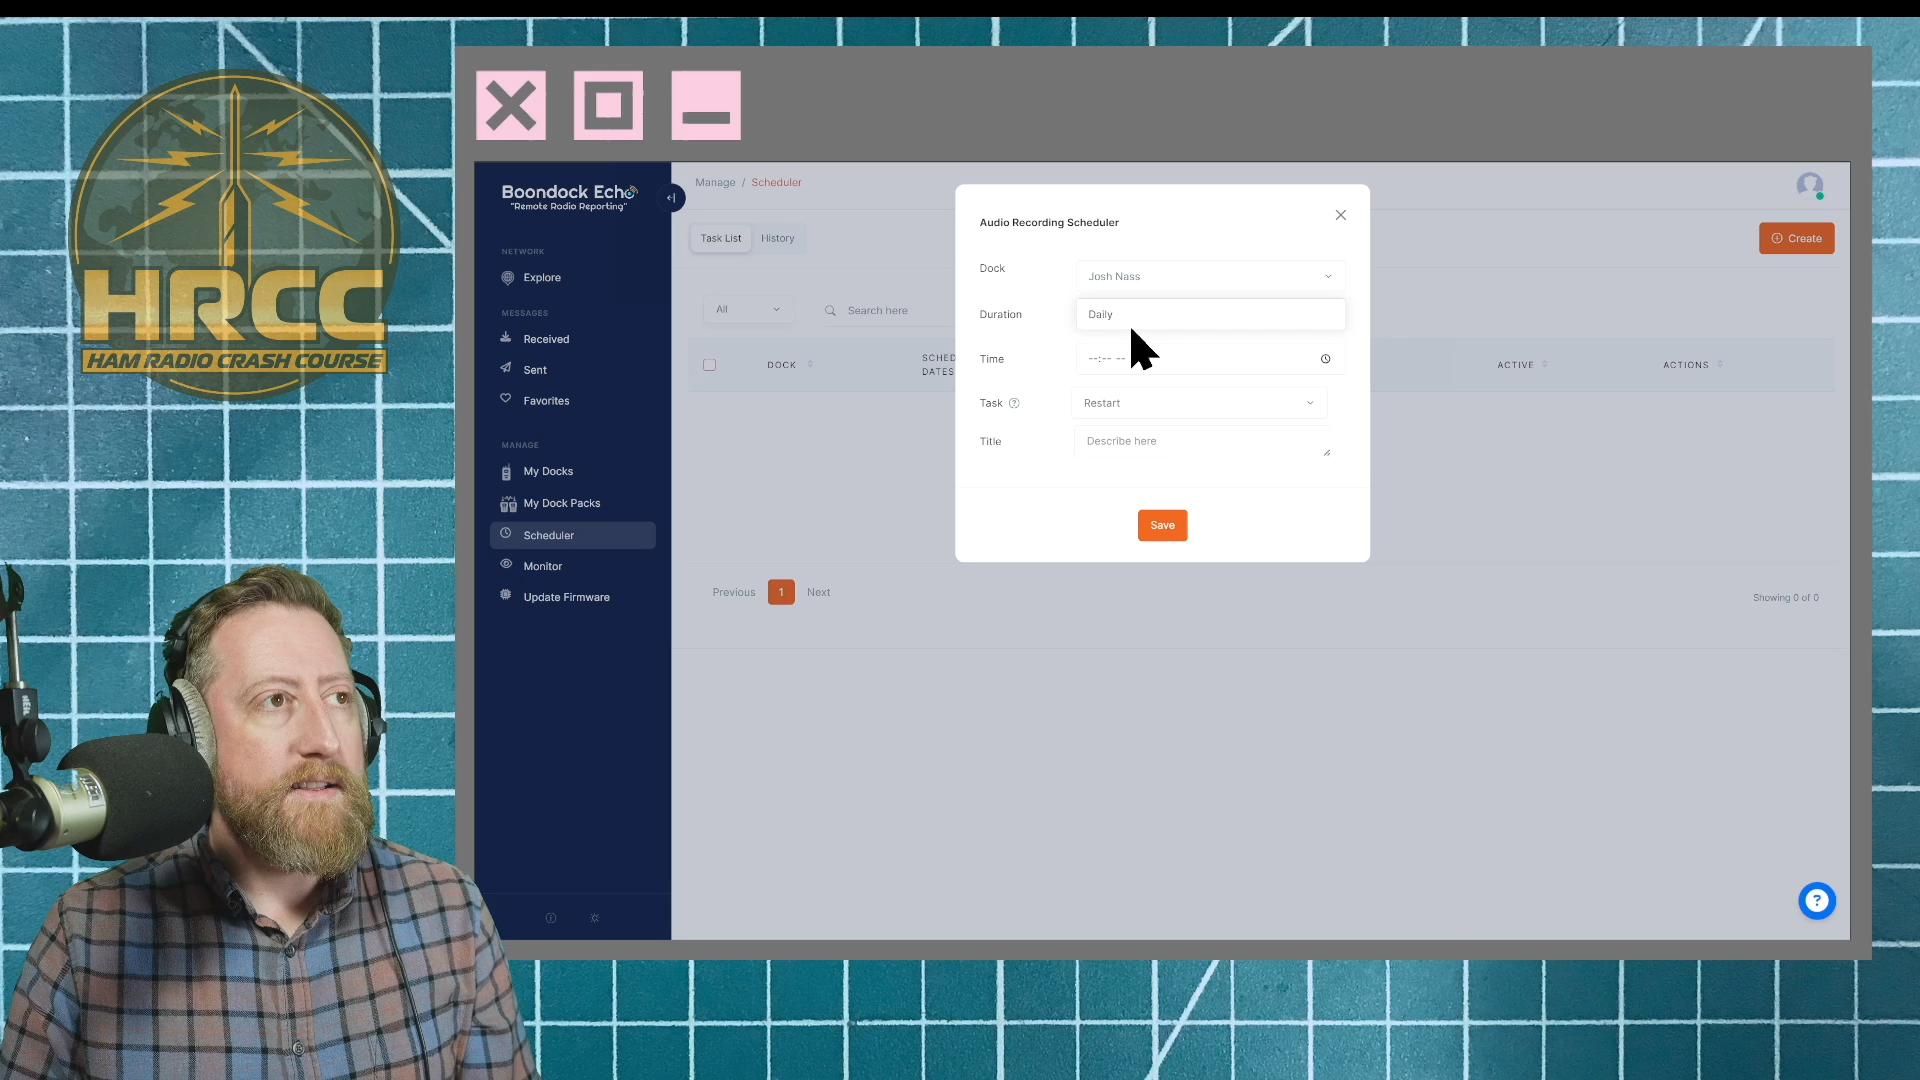 HRCC
HAM RADIO CRASH COURSE
Boondock Echo
"Remote Radio Reporting"
NETWORK
Explore
MESSAGES
Received
Sent
Favorites
MANAGE
My Docks
My Dock Packs
Scheduler
Monitor
Update Firmware
Manage / Scheduler
Task List History
Create
All
Search here
DOCK
SCHED
DATES
ACTIVE
ACTIONS
Audio Recording Scheduler
Dock Josh Nass
Duration Daily
Time --:-- --
Task ? Restart
Title Describe here
Save
Previous 1 Next
Showing 0 of 0
?